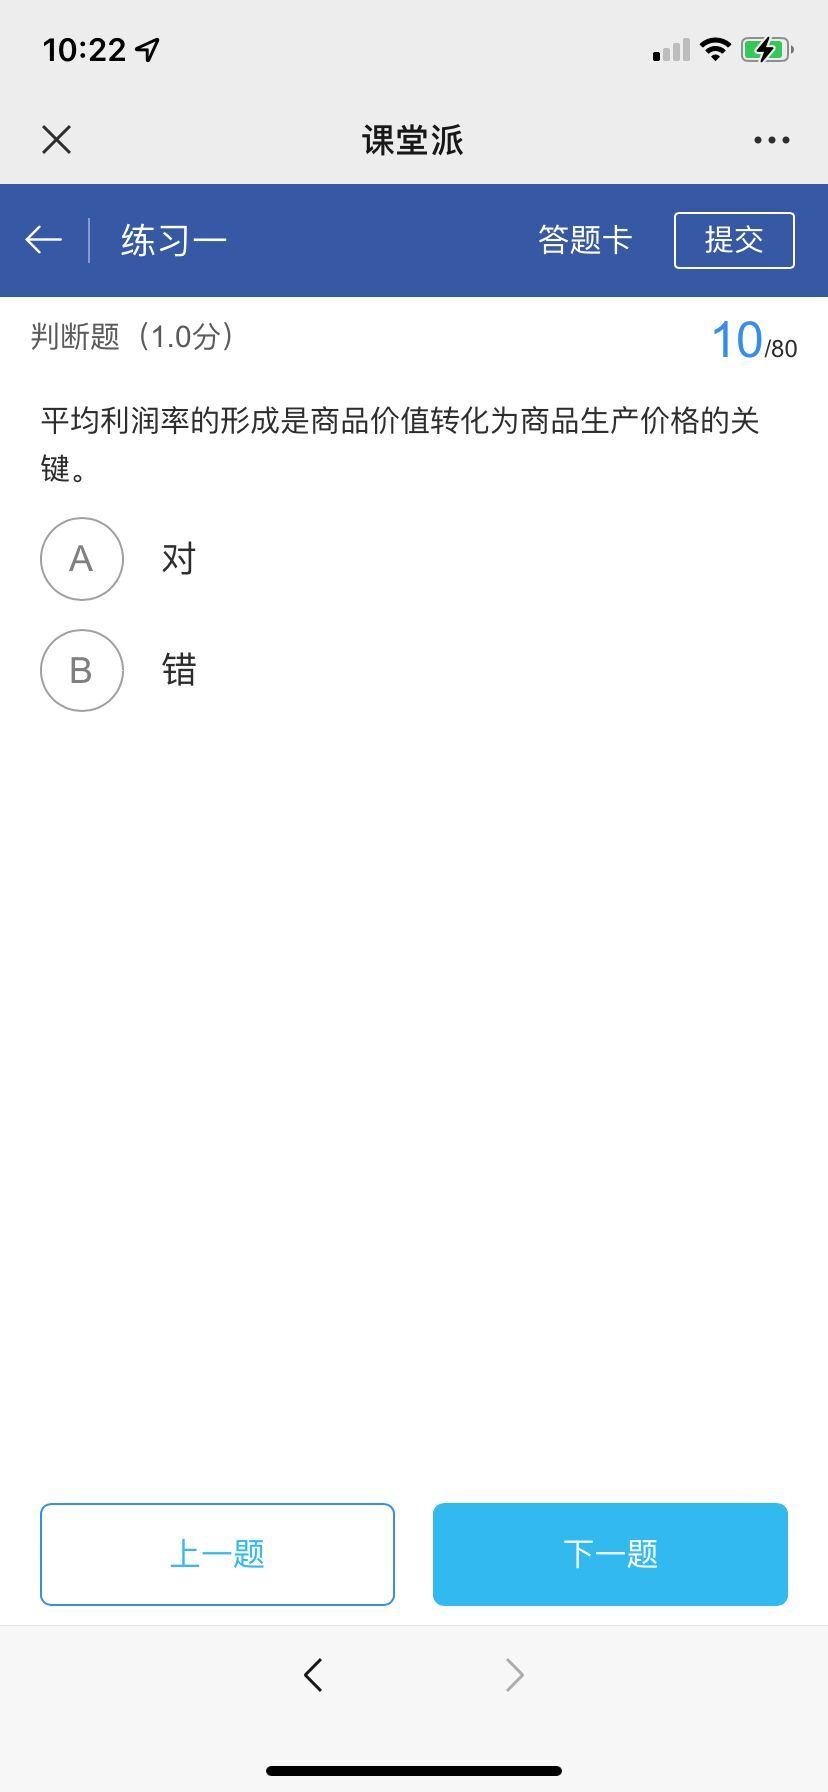 10:22
课堂派
练习一
答题卡
提交
判断题（1.0分）
10/80
平均利润率的形成是商品价值转化为商品生产价格的关
键。
A 对
B 错
上一题
下一题